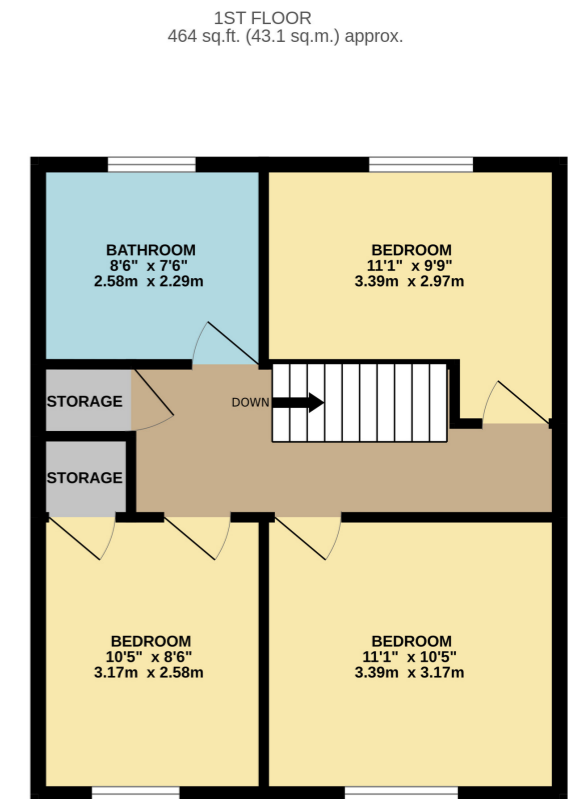 1ST FLOOR
464 sq.ft. (43.1 sq.m.) approx.
BATHROOM
8'6" x 7'6"
2.58m x 2.29m
BEDROOM
11'1" x 9'9"
3.39m x 2.97m
STORAGE
DOWN
STORAGE
BEDROOM
10'5" x 8'6"
3.17m x 2.58m
BEDROOM
11'1" x 10'5"
3.39m x 3.17m